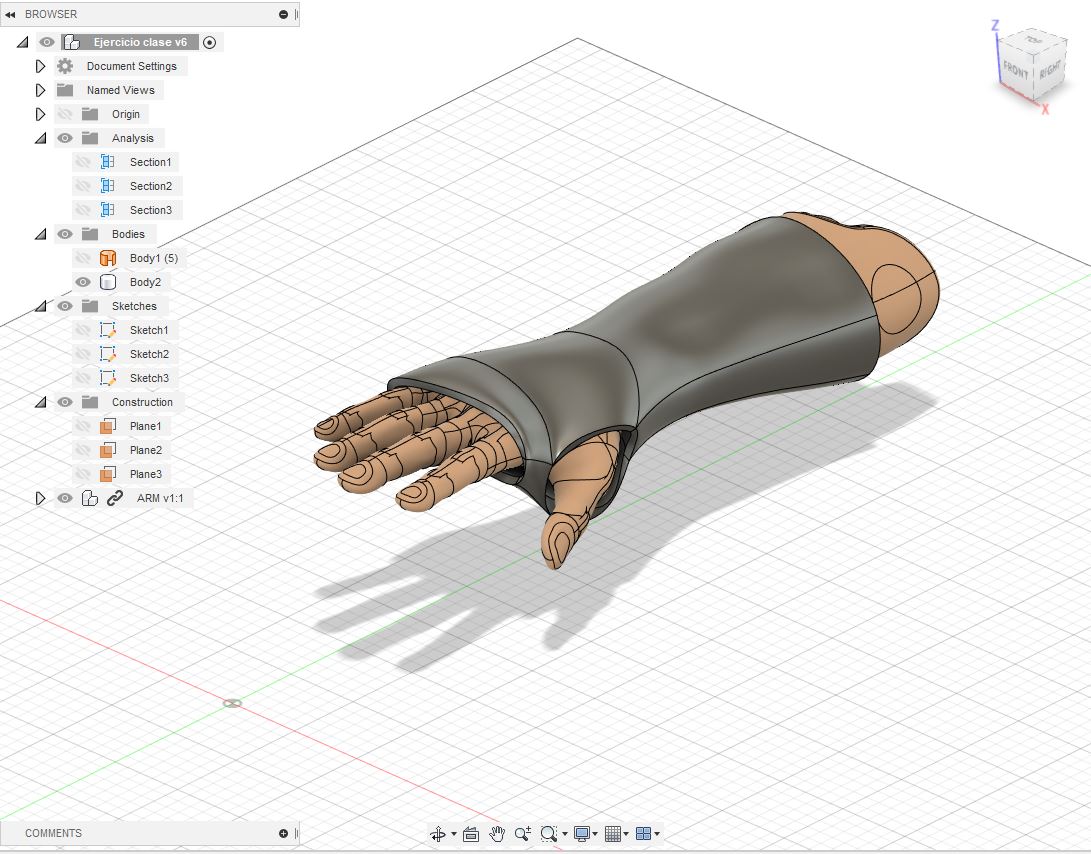 BROWSER
Ejercicio clase v6
Document Settings
Named Views
Origin
Analysis
Section1
Section2
Section3
Bodies
Body1 (5)
Body2
Sketches
Sketch1
Sketch2
Sketch3
Construction
Plane1
Plane2
Plane3
ARM v1:1
Z
TOP
FRONT
RIGHT
X
COMMENTS